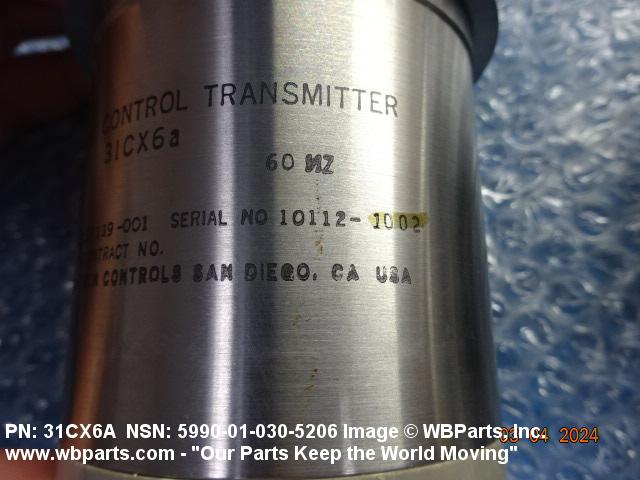 CONTROL TRANSMITTER
31CX6a
60 HZ
-001 SERIAL NO 10112-1002
CONTRACT NO.
CONTROLS SAN DIEGO, CA USA
PN: 31CX6A NSN: 5990-01-030-5206 Image © WBParts, Inc.
04 2024
www.wbparts.com - "Our Parts Keep the World Moving"